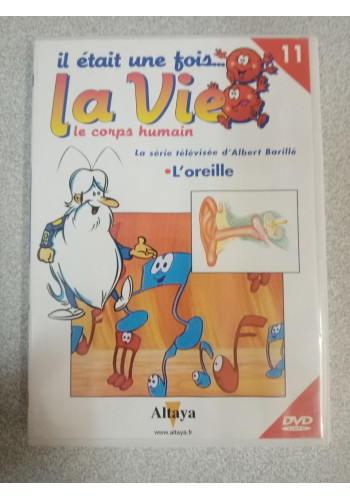 il était une fois...
11
la Vie
le corps humain
La série télévisée d'Albert Barillé
•L'oreille
Altaya
www.altaya.fr
DVD